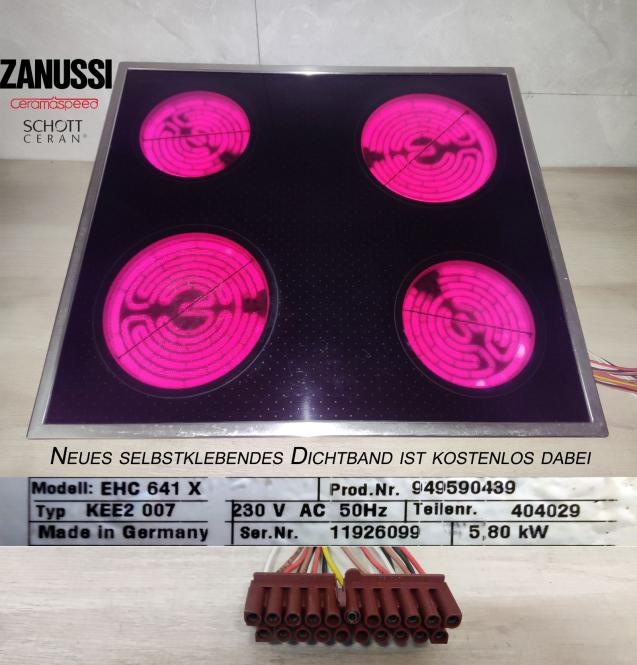 ZANUSSI
ceramaspeed
SCHOTT
CERAN®
NEUES SELBSTKLEBENDES DICHTBAND IST KOSTENLOS DABEI
Modell: EHC 641 X Prod.Nr. 949590439
Typ KEE2 007 230 V AC 50Hz Teilenr. 404029
Made in Germany Ser.Nr. 11926099 5,80 kW